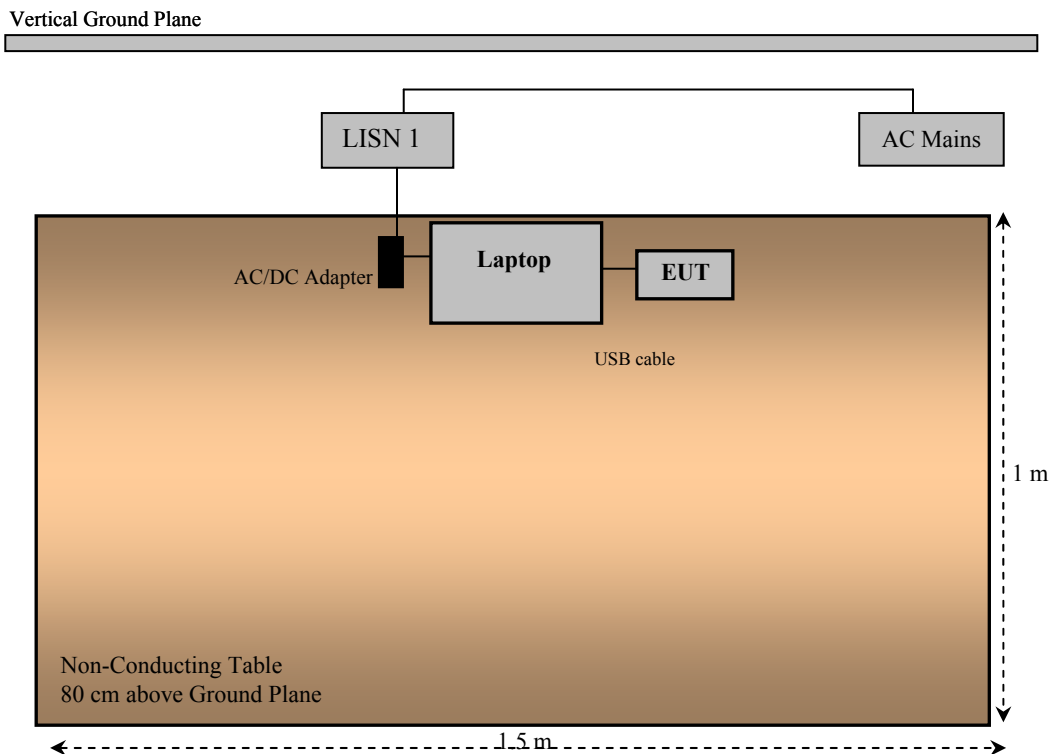 Vertical Ground Plane
LISN 1
AC Mains
Laptop
EUT
AC/DC Adapter
USB cable
1 m
Non-Conducting Table
80 cm above Ground Plane
1.5 m